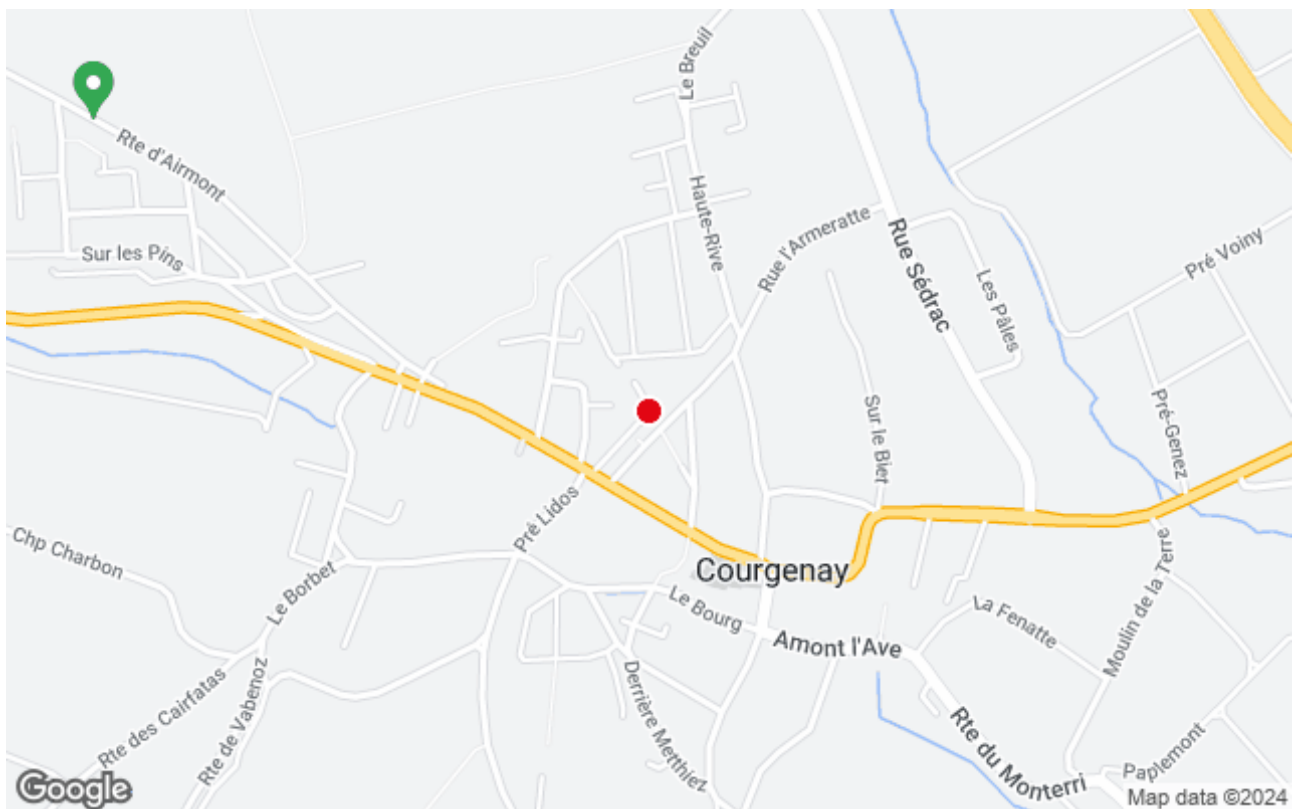 Le Breuil
Rte d'Airmont
Haute-Rive
Rue l'Armeratte
Rue Sédrac
Sur les Pins
Pré Voiny
Les Pâles
Sur le Biet
Pré-Genez
Pré Lidos
Chp Charbon
Courgenay
Le Borbet
Le Bourg
La Fenatte
Moulin de la Terre
Amont l'Ave
Derrière Metthiez
Rte des Cairfatas
Rte de Vabenoz
Rte du Monterri
Paplemont
Google
Map data ©2024